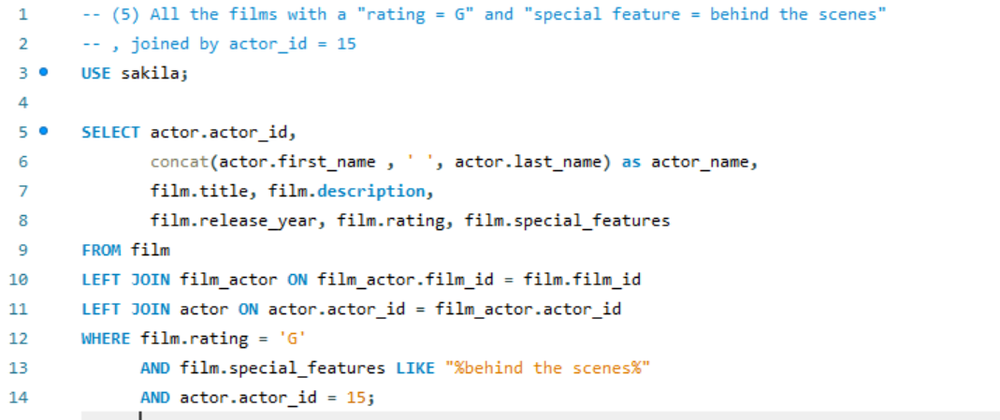 1 -- (5) All the films with a "rating = G" and "special feature = behind the scenes"
2 -- , joined by actor_id = 15
3 USE sakila;
4
5 SELECT actor.actor_id,
6 concat(actor.first_name , ' ', actor.last_name) as actor_name,
7 film.title, film.description,
8 film.release_year, film.rating, film.special_features
9 FROM film
10 LEFT JOIN film_actor ON film_actor.film_id = film.film_id
11 LEFT JOIN actor ON actor.actor_id = film_actor.actor_id
12 WHERE film.rating = 'G'
13 AND film.special_features LIKE "%behind the scenes%"
14 AND actor.actor_id = 15;